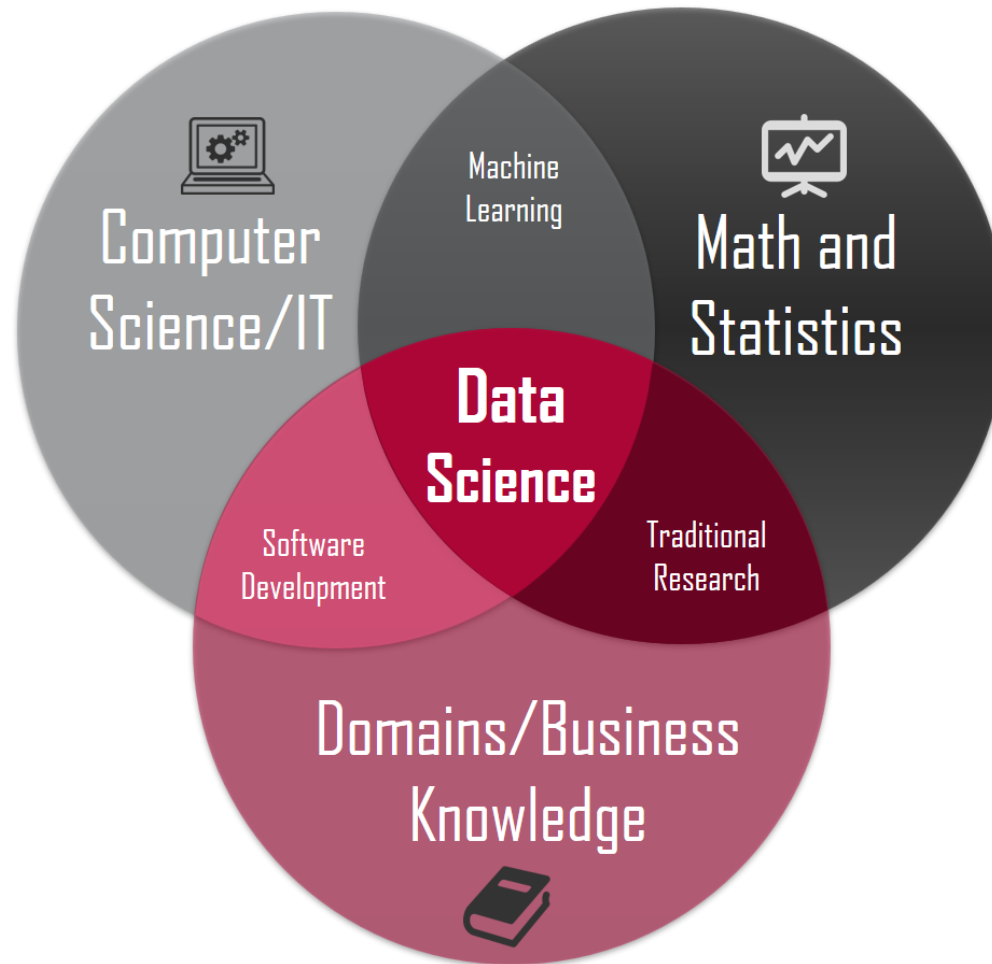 Machine
Learning
Computer
Science/IT
Math and
Statistics
Data
Science
Software
Development
Traditional
Research
Domains/Business
Knowledge